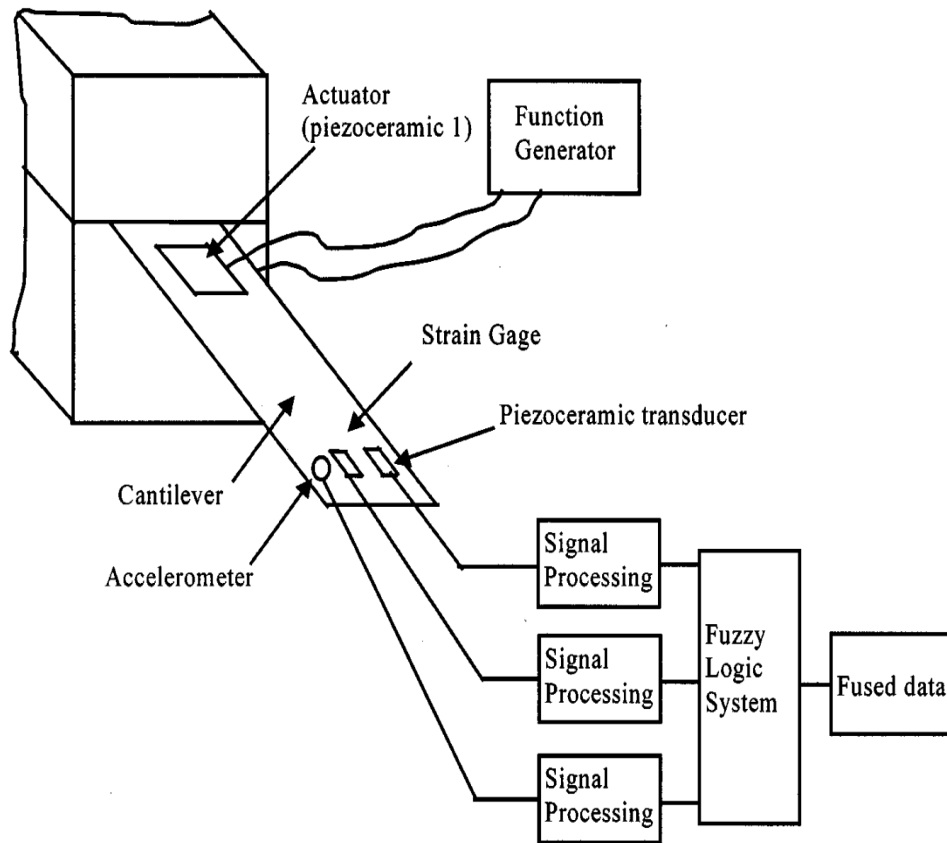 Actuator
(piezoceramic 1)
Function
Generator
Strain Gage
Piezoceramic transducer
Cantilever
Accelerometer
Signal
Processing
Signal
Processing
Signal
Processing
Fuzzy
Logic
System
Fused data